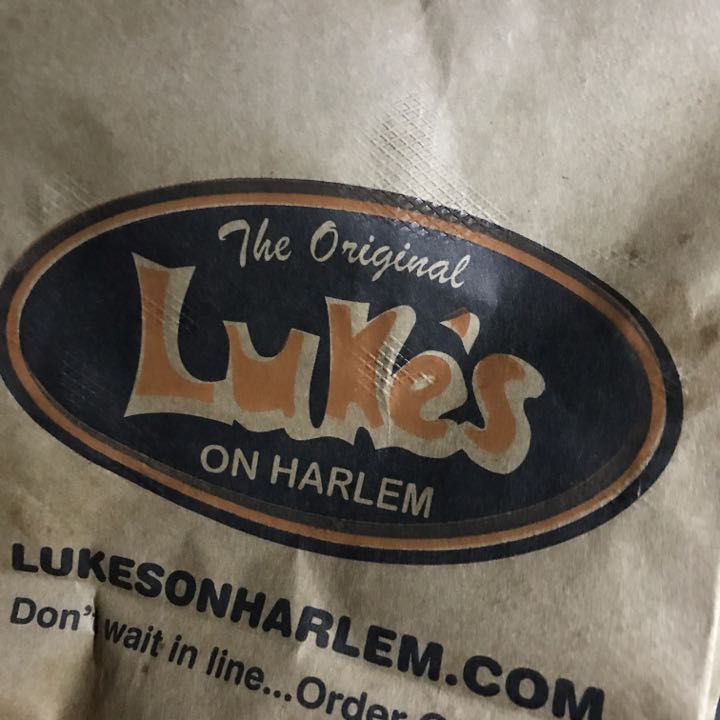 The Original
Luke's
ON HARLEM
LUKESONHARLEM.COM
Don't wait in line...Order